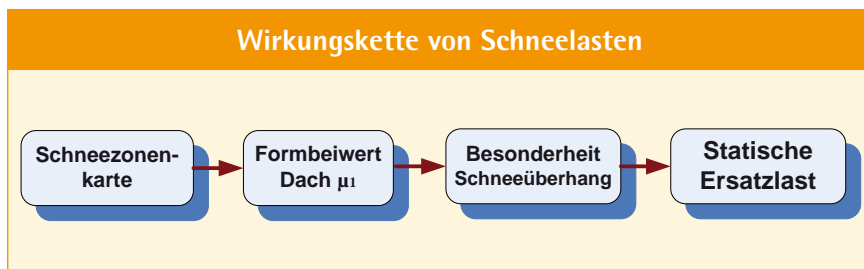 Wirkungskette von Schneelasten
Schneezonen-
karte
Formbeiwert
Dach µ1
Besonderheit
Schneeüberhang
Statische
Ersatzlast